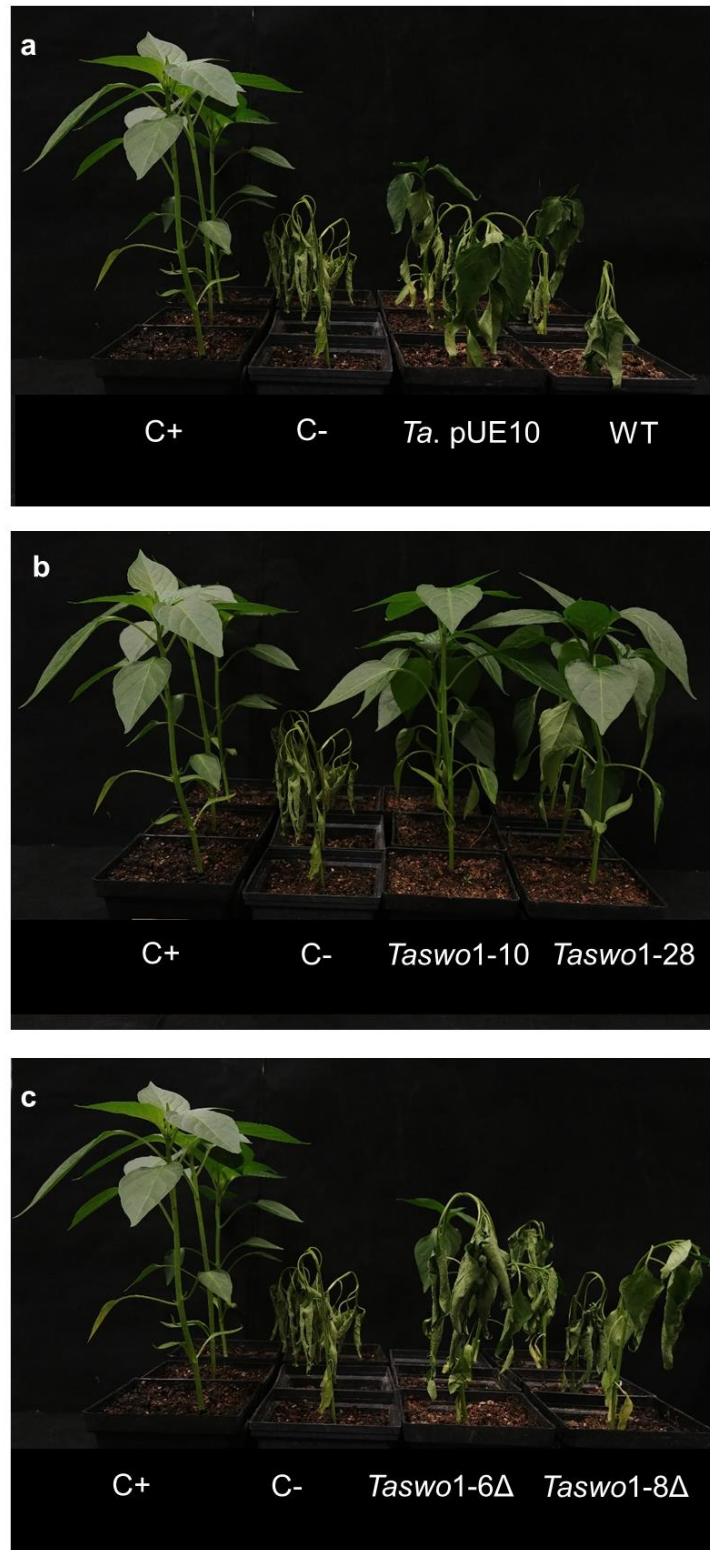 a
C+ C- Ta. pUE10 WT
b
C+ C- Taswo1-10 Taswo1-28
c
C+ C- Taswo1-6Δ Taswo1-8Δ